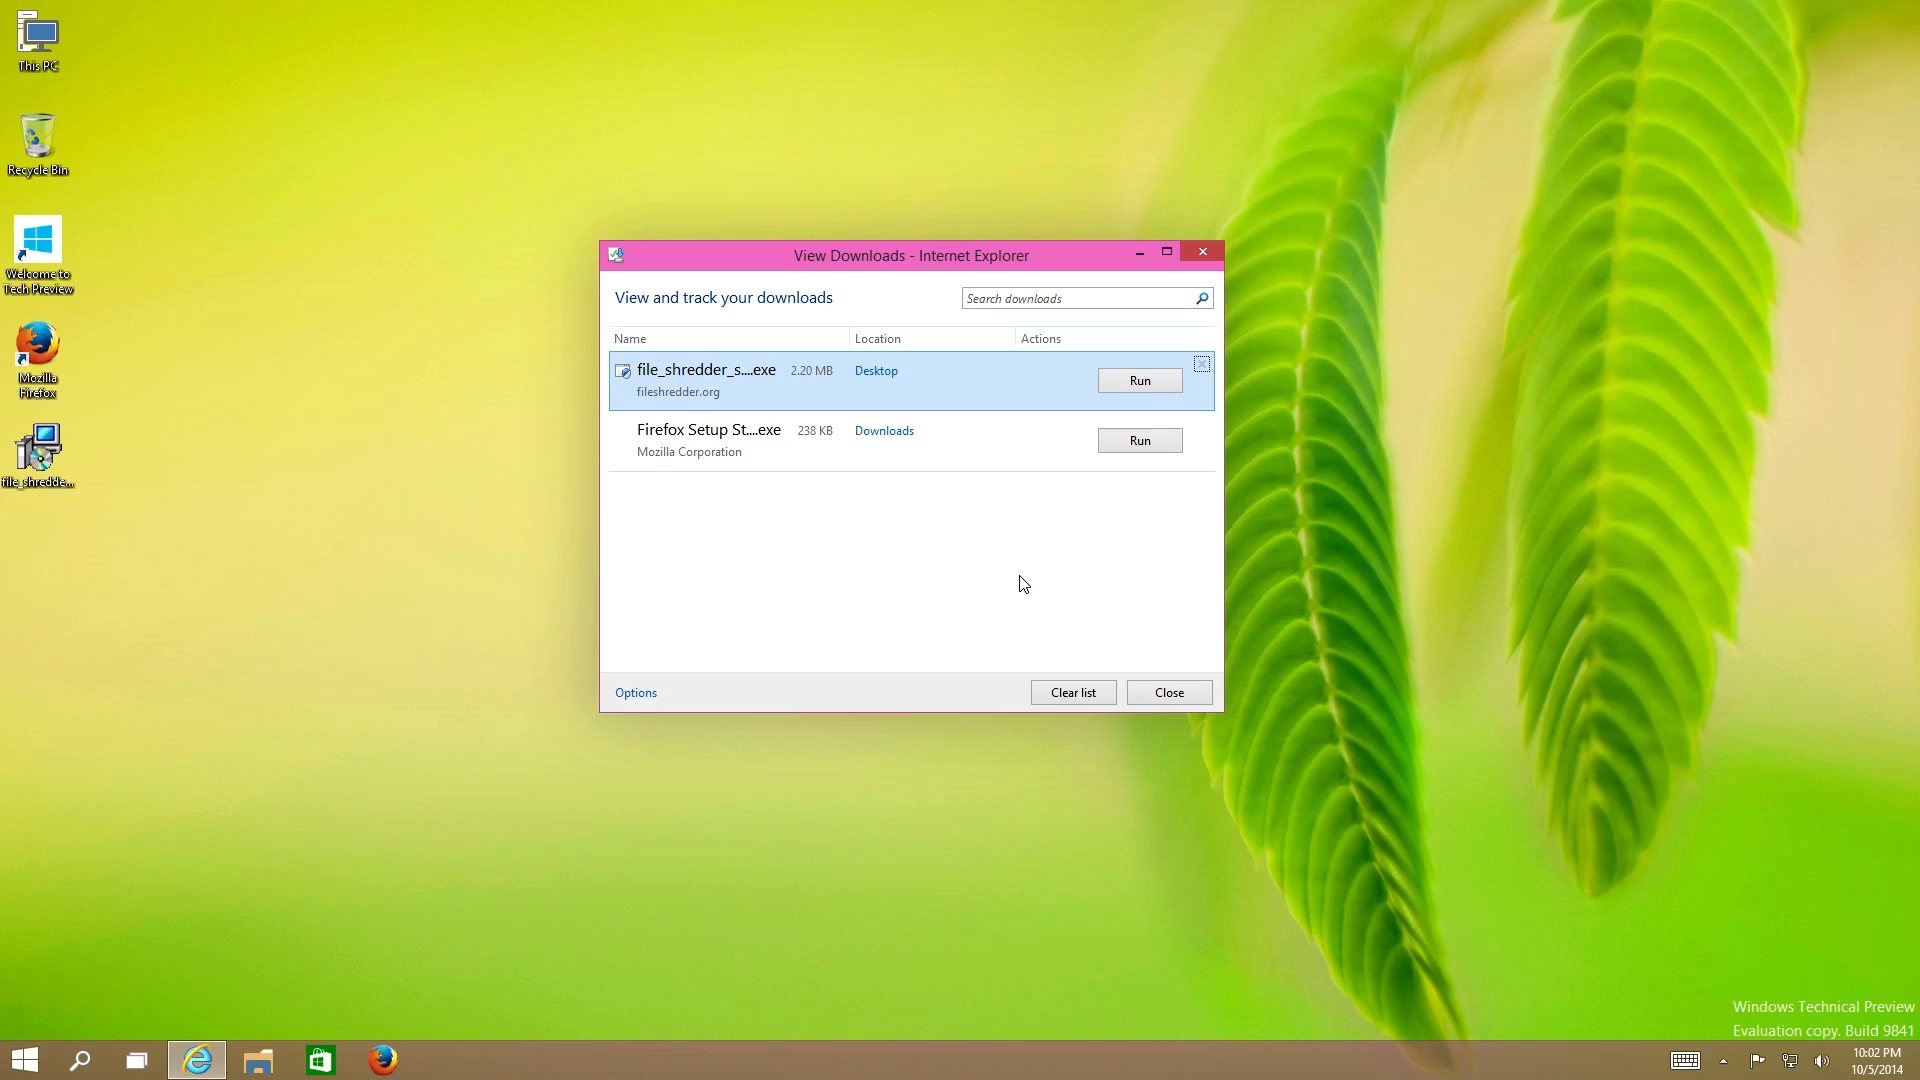 This PC
Recycle Bin
Welcome to
Tech Preview
Mozilla
Firefox
file_shredde...
View Downloads - Internet Explorer
View and track your downloads
Search downloads
Name Location Actions
file_shredder_s....exe 2.20 MB Desktop Run
fileshredder.org
Firefox Setup St....exe 238 KB Downloads Run
Mozilla Corporation
Options Clear list Close
Windows Technical Preview
Evaluation copy. Build 9841
10:02 PM
10/5/2014